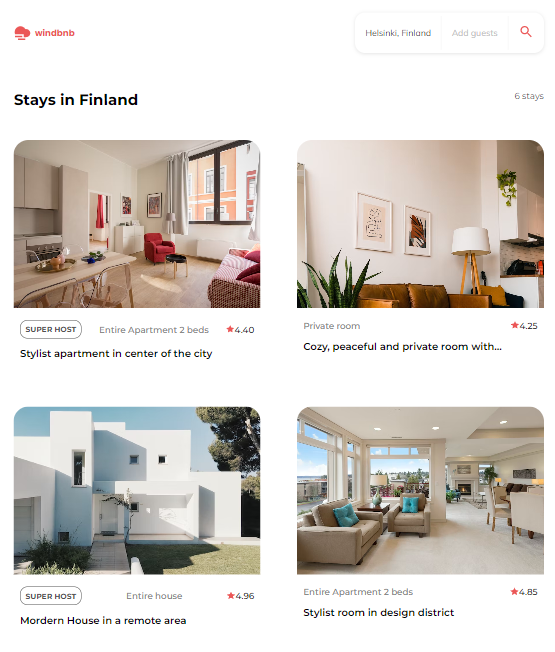 windbnb
Helsinki, Finland
Add guests
Stays in Finland
6 stays
SUPER HOST
Entire Apartment 2 beds
4.40
Stylist apartment in center of the city
Private room
4.25
Cozy, peaceful and private room with...
SUPER HOST
Entire house
4.96
Mordern House in a remote area
Entire Apartment 2 beds
4.85
Stylist room in design district